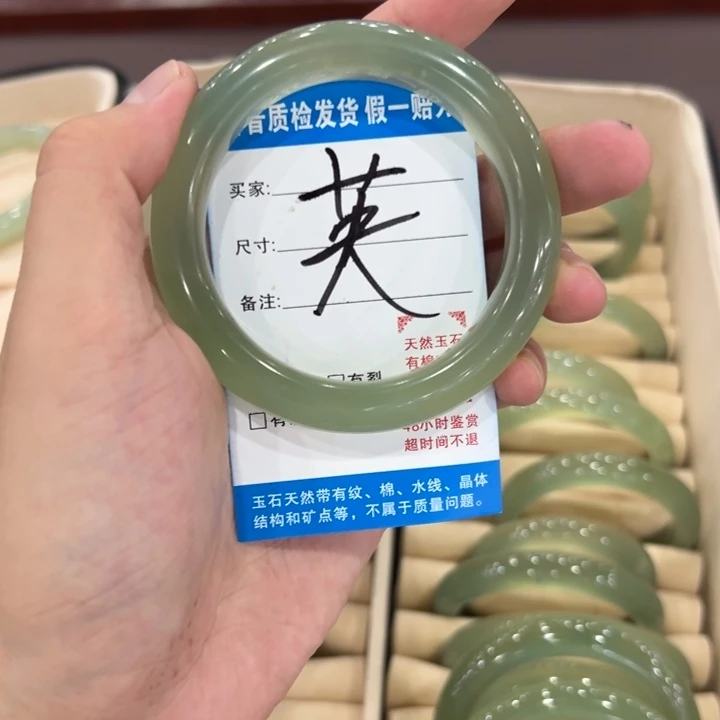 质检发货 假一赔
买家:
英
尺寸:
备注:
天然玉石
有棉
有裂
有
48小时鉴赏
超时间不退
玉石天然带有纹、棉、水线、晶体
结构和矿点等，不属于质量问题。